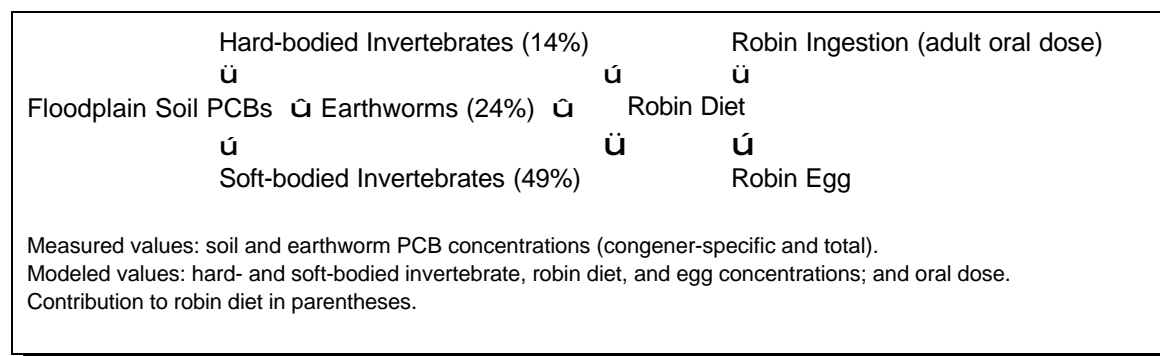 Hard-bodied Invertebrates (14%) Robin Ingestion (adult oral dose)
ü ú ü
Floodplain Soil PCBs û Earthworms (24%) û Robin Diet
ú ü ú
Soft-bodied Invertebrates (49%) Robin Egg
Measured values: soil and earthworm PCB concentrations (congener-specific and total).
Modeled values: hard- and soft-bodied invertebrate, robin diet, and egg concentrations; and oral dose.
Contribution to robin diet in parentheses.